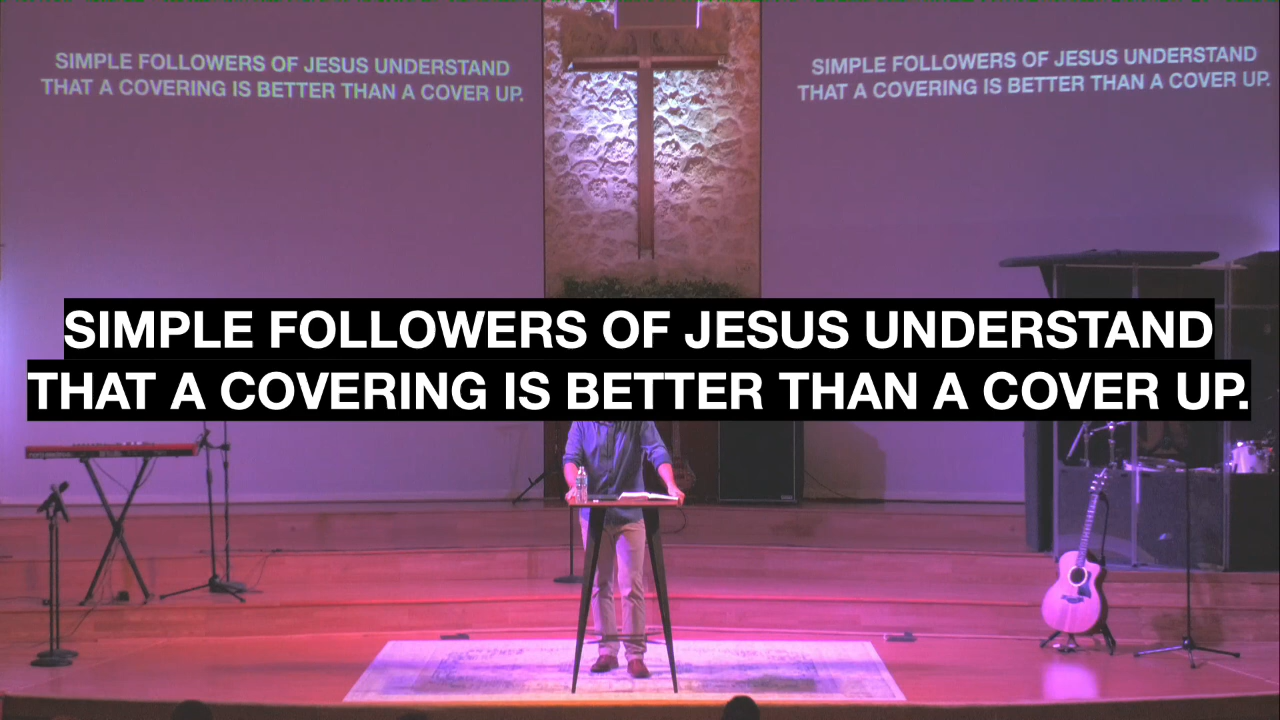 SIMPLE FOLLOWERS OF JESUS UNDERSTAND
THAT A COVERING IS BETTER THAN A COVER UP.
SIMPLE FOLLOWERS OF JESUS UNDERSTAND
THAT A COVERING IS BETTER THAN A COVER UP.
SIMPLE FOLLOWERS OF JESUS UNDERSTAND
THAT A COVERING IS BETTER THAN A COVER UP.